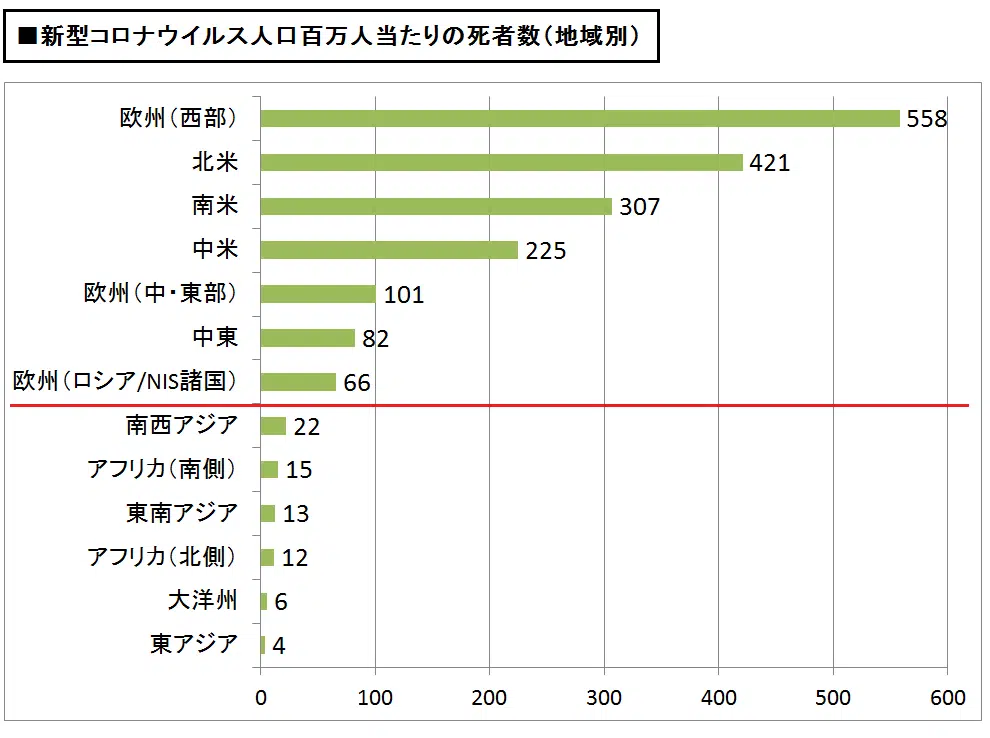 ■新型コロナウイルス人口百万人当たりの死者数（地域別）
欧州（西部） 558
北米 421
南米 307
中米 225
欧州（中・東部） 101
中東 82
欧州（ロシア/NIS諸国） 66
南西アジア 22
アフリカ（南側） 15
東南アジア 13
アフリカ（北側） 12
大洋州 6
東アジア 4
0 100 200 300 400 500 600